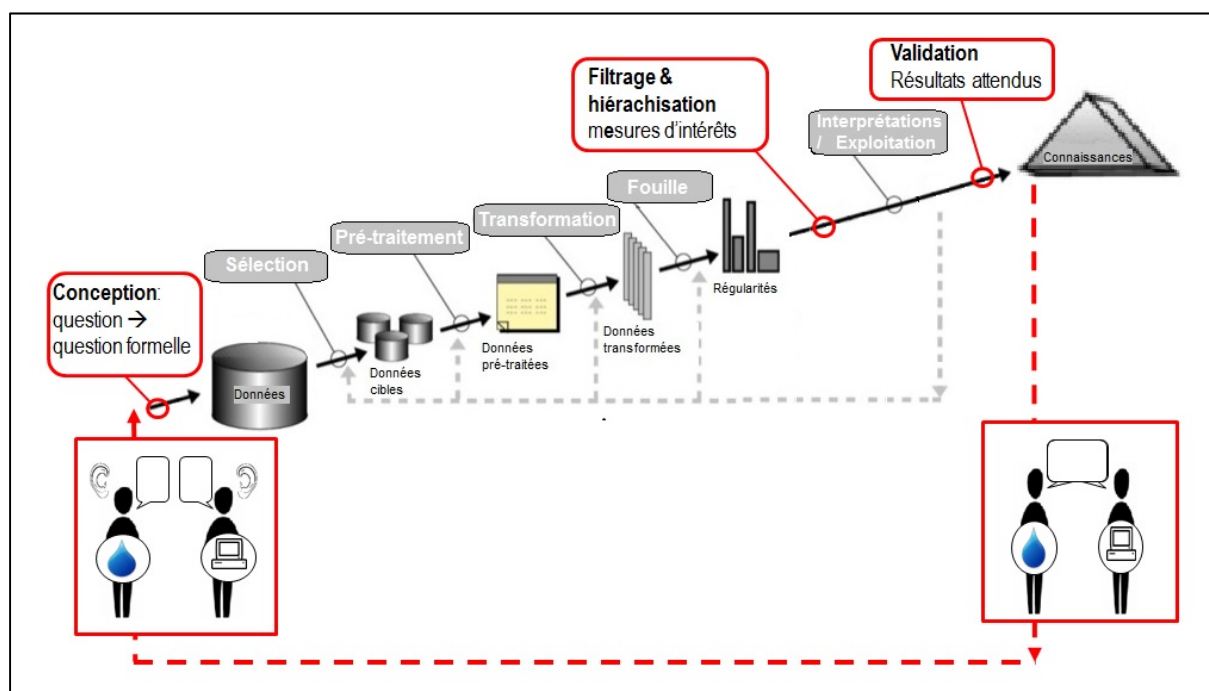 Conception:
question →
question formelle
Données
Sélection
Données
cibles
Pré-traitement
Données
pré-traitées
Transformation
Données
transformées
Fouille
Régularités
Filtrage &
hiérachisation
mesures d'intérêts
Interprétations
/ Exploitation
Validation
Résultats attendus
Connaissances